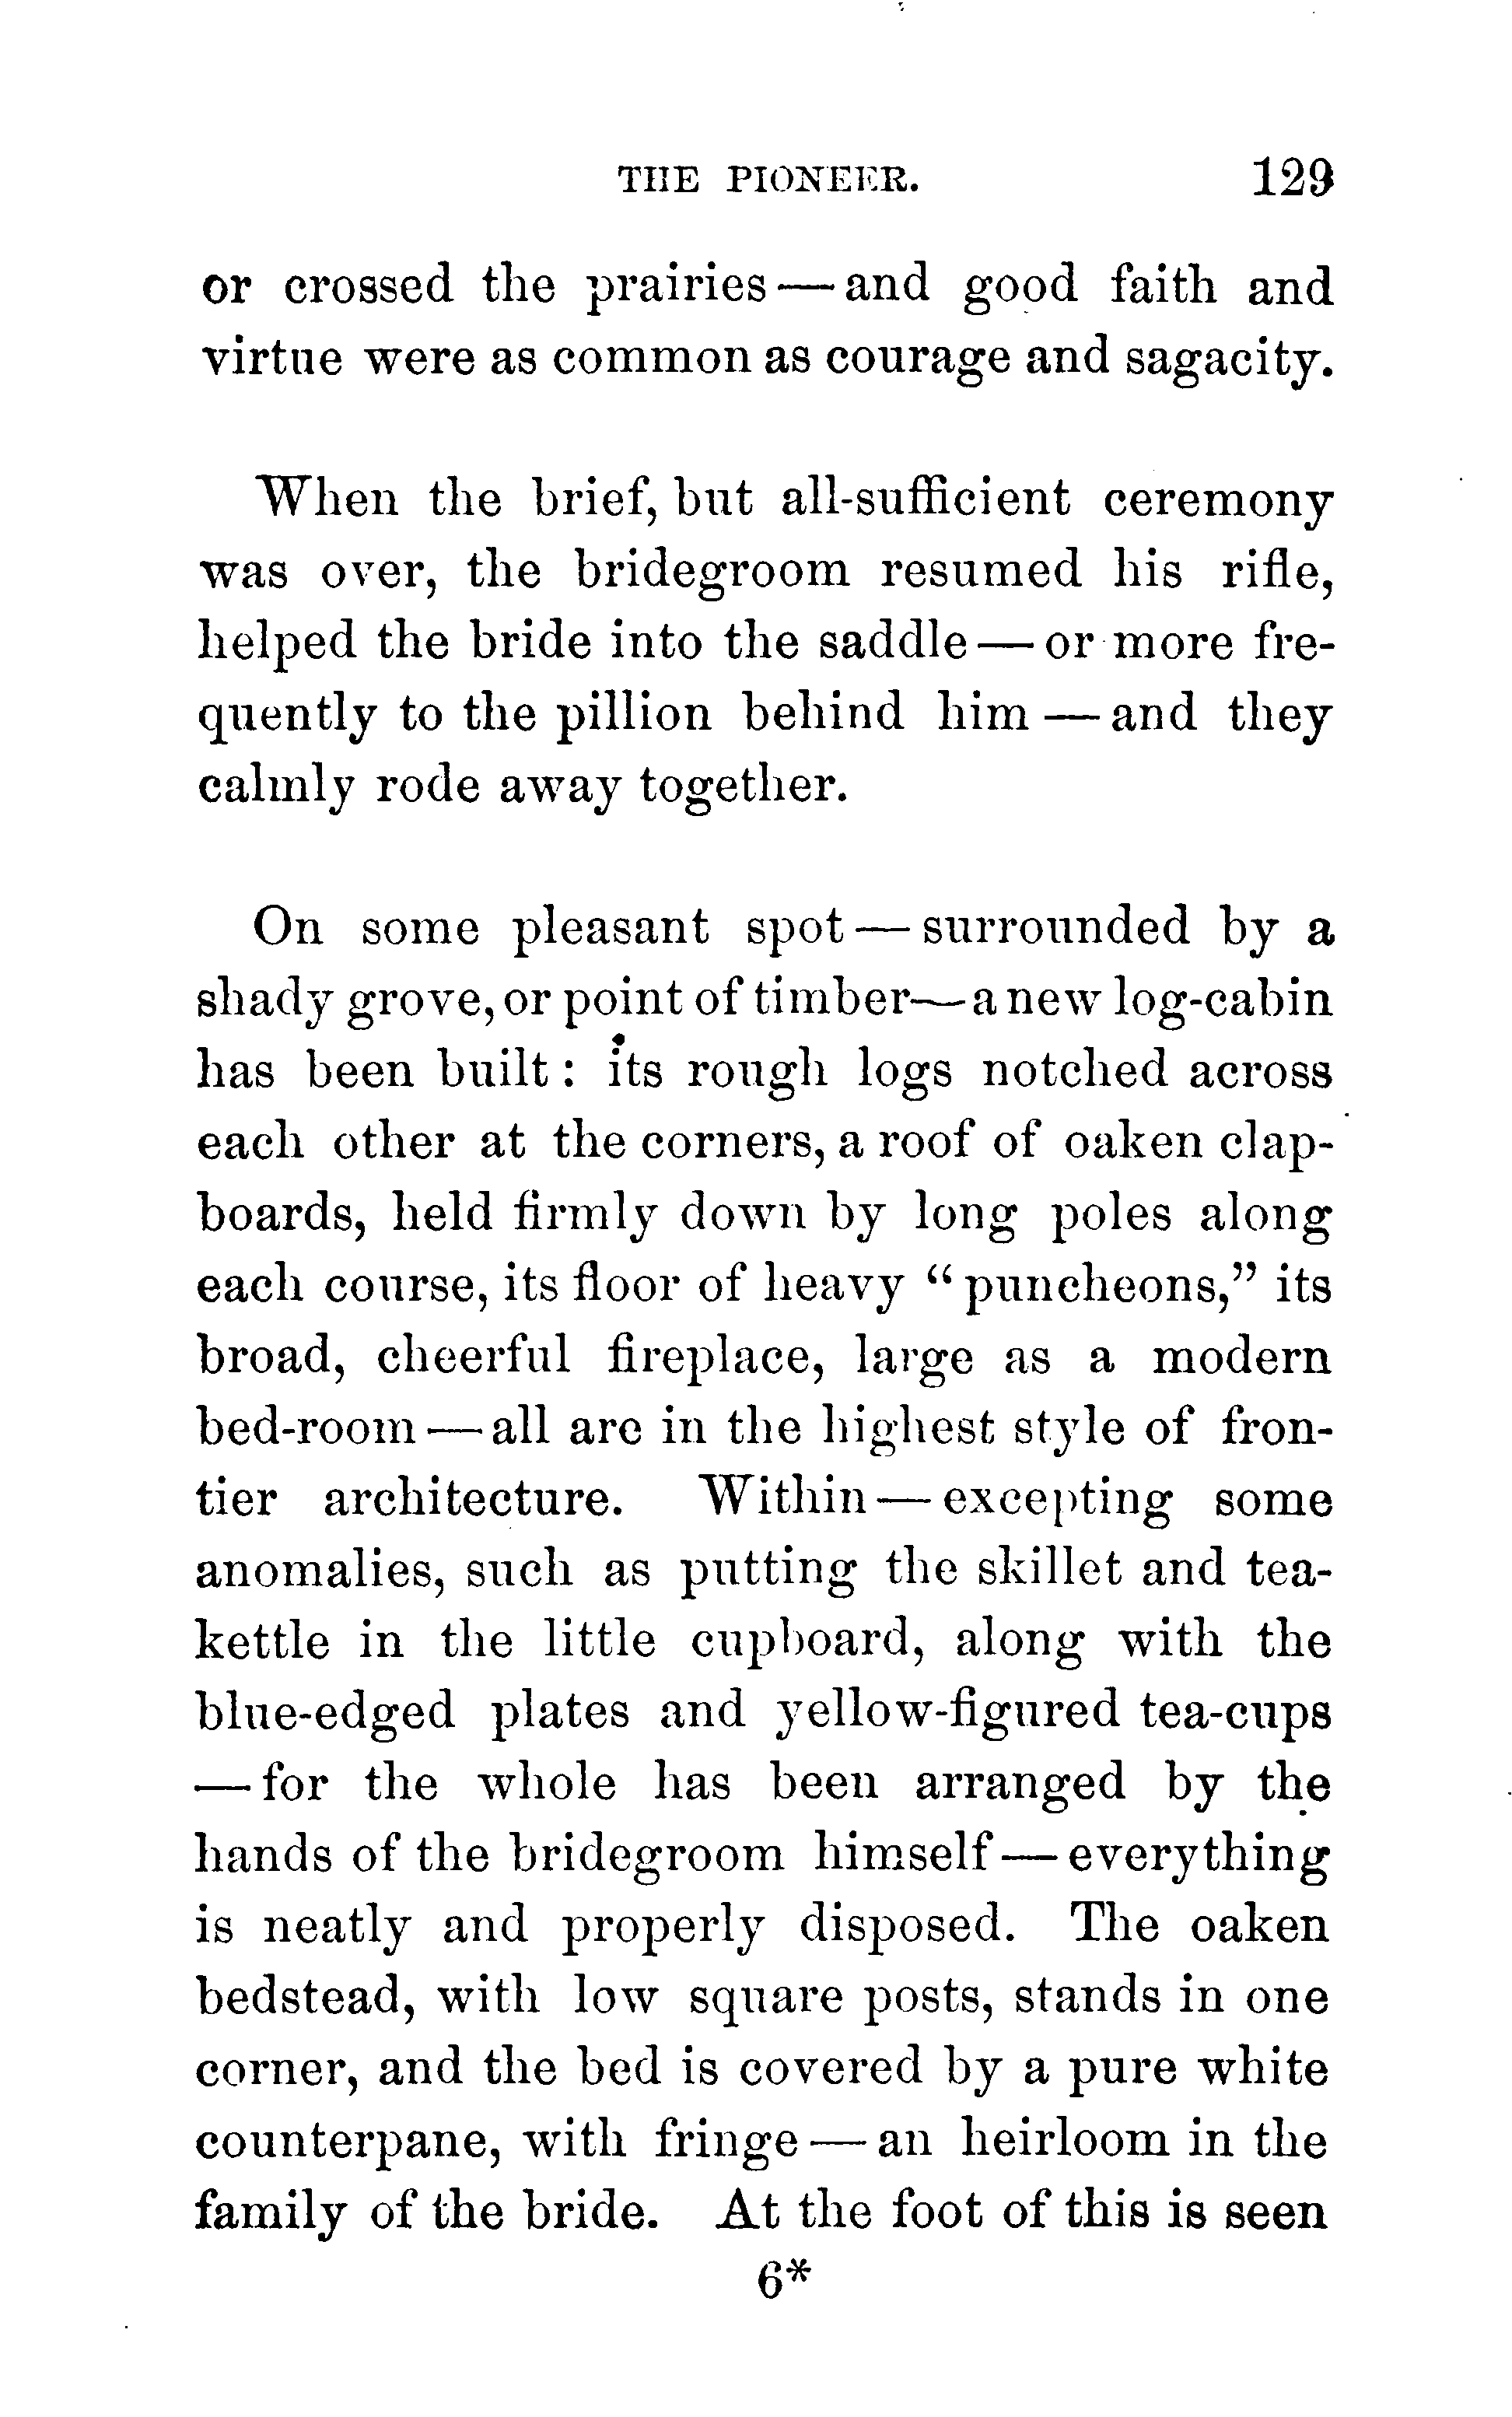 THE PIONEER. 129
or crossed the prairies — and good faith and
virtue were as common as courage and sagacity.
When the brief, but all-sufficient ceremony
was over, the bridegroom resumed his rifle,
helped the bride into the saddle — or more fre-
quently to the pillion behind him — and they
calmly rode away together.
On some pleasant spot — surrounded by a
shady grove, or point of timber — a new log-cabin
has been built : its rough logs notched across
each other at the corners, a roof of oaken clap-
boards, held firmly down by long poles along
each course, its floor of heavy “puncheons,” its
broad, cheerful fireplace, large as a modern
bed-room — all are in the highest style of fron-
tier architecture. Within — excepting some
anomalies, such as putting the skillet and tea-
kettle in the little cupboard, along with the
blue-edged plates and yellow-figured tea-cups
— for the whole has been arranged by the
hands of the bridegroom himself — everything
is neatly and properly disposed. The oaken
bedstead, with low square posts, stands in one
corner, and the bed is covered by a pure white
counterpane, with fringe — an heirloom in the
family of the bride. At the foot of this is seen
6*